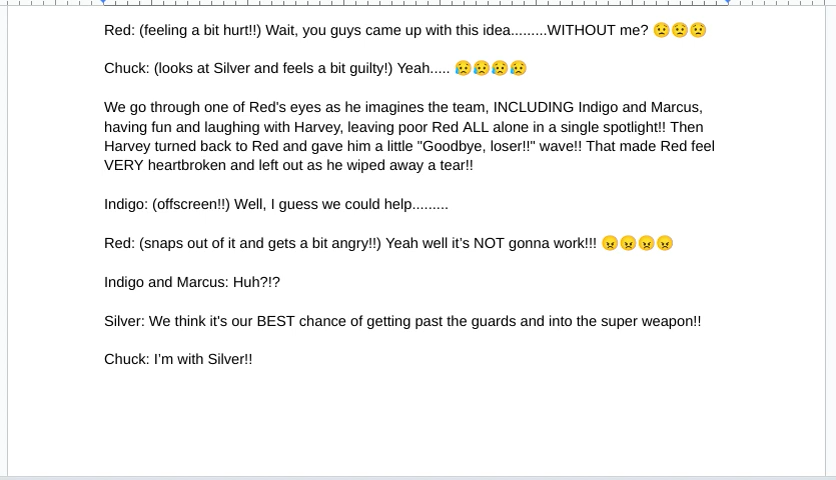 Red: (feeling a bit hurt!!) Wait, you guys came up with this idea.........WITHOUT me? 😟😟😟
Chuck: (looks at Silver and feels a bit guilty!) Yeah..... 😥😥😥😥
We go through one of Red's eyes as he imagines the team, INCLUDING Indigo and Marcus,
having fun and laughing with Harvey, leaving poor Red ALL alone in a single spotlight!! Then
Harvey turned back to Red and gave him a little "Goodbye, loser!!" wave!! That made Red feel
VERY heartbroken and left out as he wiped away a tear!!
Indigo: (offscreen!!) Well, I guess we could help.........
Red: (snaps out of it and gets a bit angry!!) Yeah well it’s NOT gonna work!!! 😠😠😠😠
Indigo and Marcus: Huh?!?
Silver: We think it's our BEST chance of getting past the guards and into the super weapon!!
Chuck: I’m with Silver!!